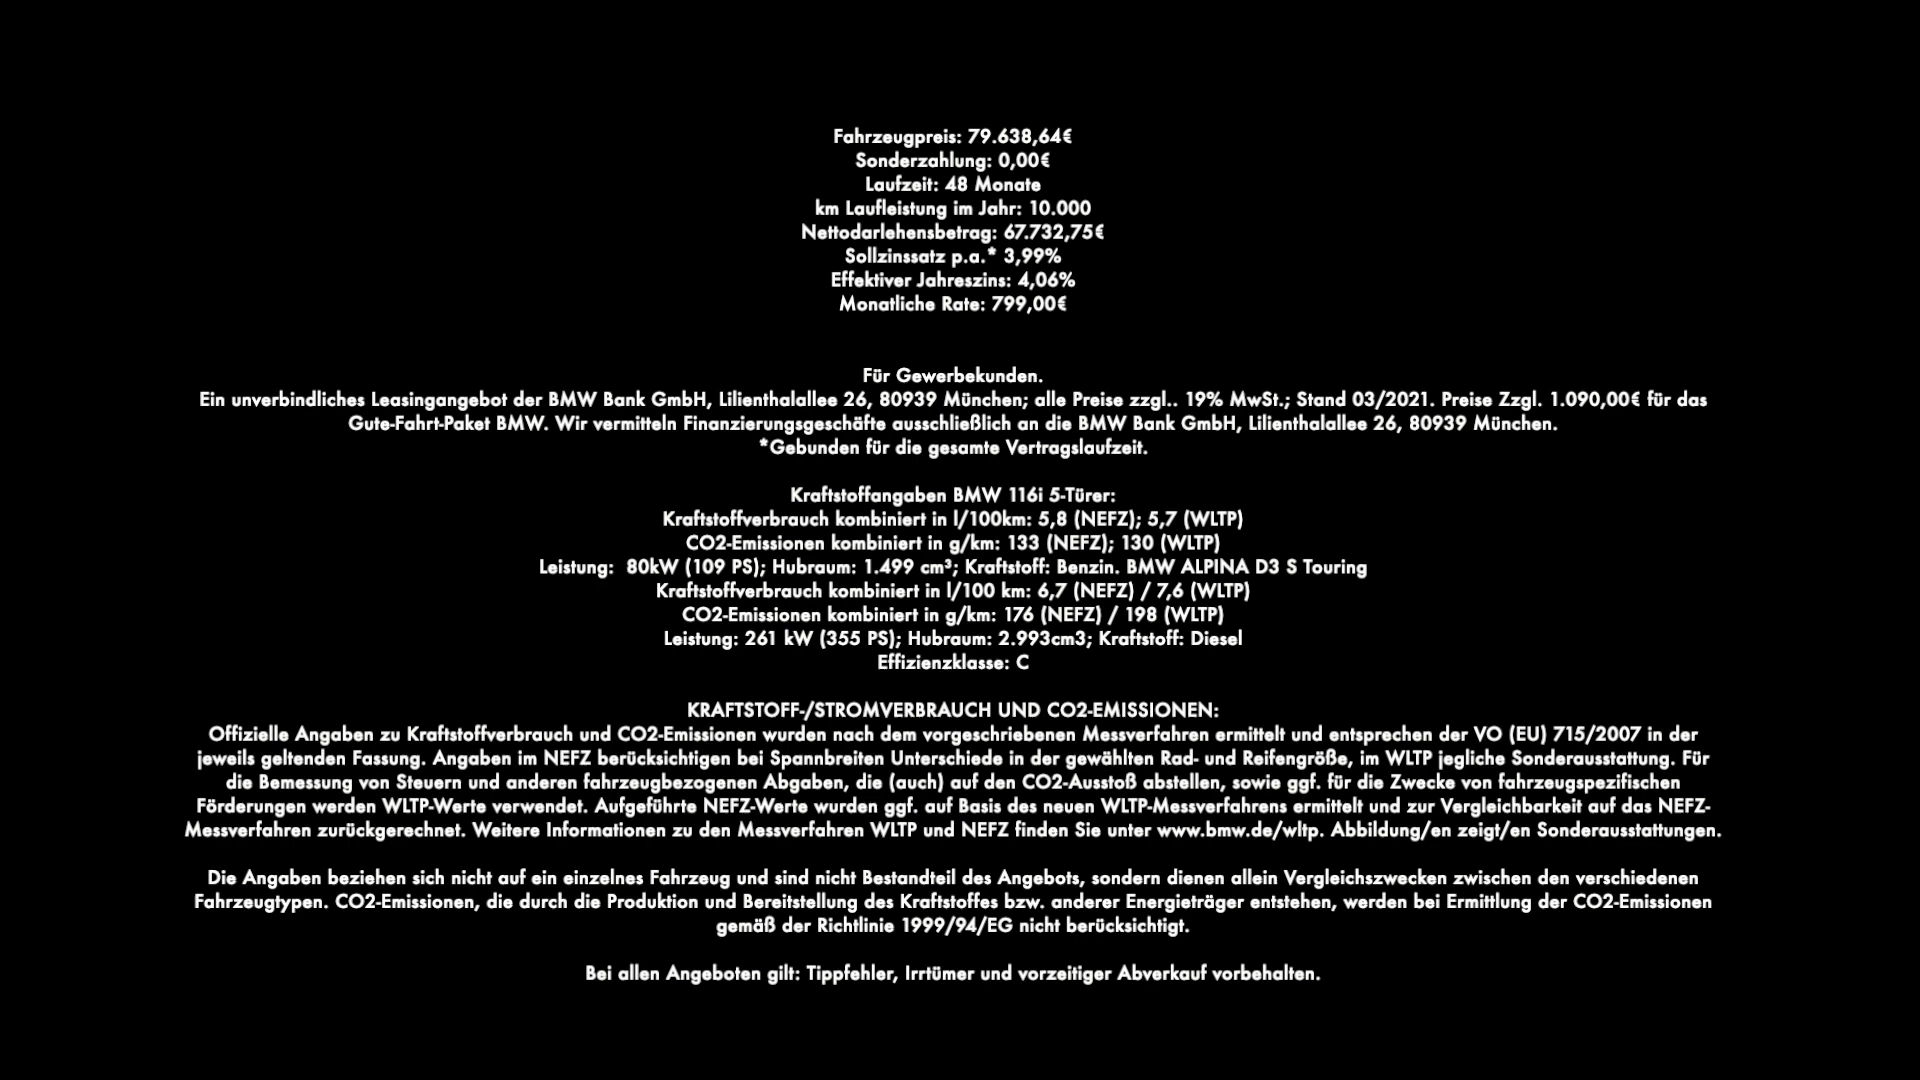 Fahrzeugpreis: 79.638,64€
Sonderzahlung: 0,00€
Laufzeit: 48 Monate
km Laufleistung im Jahr: 10.000
Nettodarlehensbetrag: 67.732,75€
Sollzinssatz p.a.* 3,99%
Effektiver Jahreszins: 4,06%
Monatliche Rate: 799,00€
Für Gewerbekunden.
Ein unverbindliches Leasingangebot der BMW Bank GmbH, Lilienthalallee 26, 80939 München; alle Preise zzgl.. 19% MwSt.; Stand 03/2021. Preise Zzgl. 1.090,00€ für das
Gute-Fahrt-Paket BMW. Wir vermitteln Finanzierungsgeschäfte ausschließlich an die BMW Bank GmbH, Lilienthalallee 26, 80939 München.
*Gebunden für die gesamte Vertragslaufzeit.
Kraftstoffangaben BMW 116i 5-Türer:
Kraftstoffverbrauch kombiniert in l/100km: 5,8 (NEFZ); 5,7 (WLTP)
CO2-Emissionen kombiniert in g/km: 133 (NEFZ); 130 (WLTP)
Leistung:  80kW (109 PS); Hubraum: 1.499 cm³; Kraftstoff: Benzin. BMW ALPINA D3 S Touring
Kraftstoffverbrauch kombiniert in l/100 km: 6,7 (NEFZ) / 7,6 (WLTP)
CO2-Emissionen kombiniert in g/km: 176 (NEFZ) / 198 (WLTP)
Leistung: 261 kW (355 PS); Hubraum: 2.993cm3; Kraftstoff: Diesel
Effizienzklasse: C
KRAFTSTOFF-/STROMVERBRAUCH UND CO2-EMISSIONEN:
Offizielle Angaben zu Kraftstoffverbrauch und CO2-Emissionen wurden nach dem vorgeschriebenen Messverfahren ermittelt und entsprechen der VO (EU) 715/2007 in der
jeweils geltenden Fassung. Angaben im NEFZ berücksichtigen bei Spannbreiten Unterschiede in der gewählten Rad- und Reifengröße, im WLTP jegliche Sonderausstattung. Für
die Bemessung von Steuern und anderen fahrzeugbezogenen Abgaben, die (auch) auf den CO2-Ausstoß abstellen, sowie ggf. für die Zwecke von fahrzeugspezifischen
Förderungen werden WLTP-Werte verwendet. Aufgeführte NEFZ-Werte wurden ggf. auf Basis des neuen WLTP-Messverfahrens ermittelt und zur Vergleichbarkeit auf das NEFZ-
Messverfahren zurückgerechnet. Weitere Informationen zu den Messverfahren WLTP und NEFZ finden Sie unter www.bmw.de/wltp. Abbildung/en zeigt/en Sonderausstattungen.
Die Angaben beziehen sich nicht auf ein einzelnes Fahrzeug und sind nicht Bestandteil des Angebots, sondern dienen allein Vergleichszwecken zwischen den verschiedenen
Fahrzeugtypen. CO2-Emissionen, die durch die Produktion und Bereitstellung des Kraftstoffes bzw. anderer Energieträger entstehen, werden bei Ermittlung der CO2-Emissionen
gemäß der Richtlinie 1999/94/EG nicht berücksichtigt.
Bei allen Angeboten gilt: Tippfehler, Irrtümer und vorzeitiger Abverkauf vorbehalten.